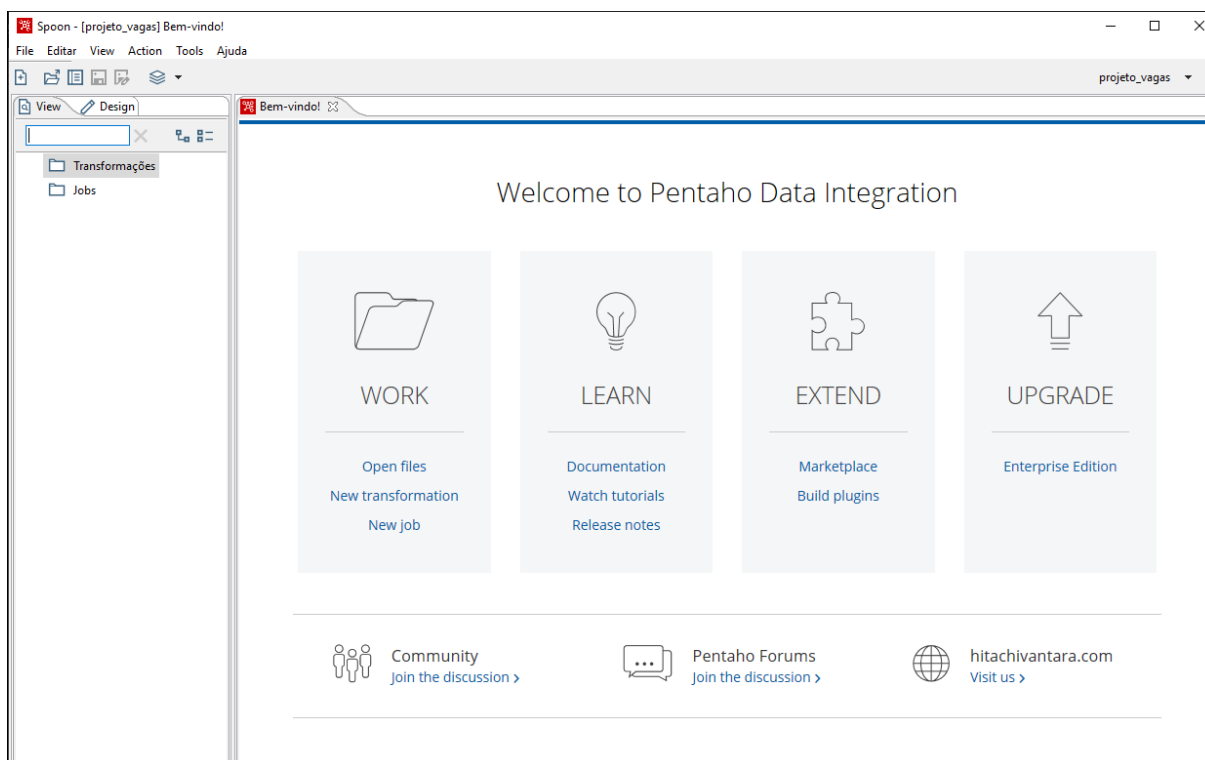 Spoon - [projeto_vagas] Bem-vindo!
File Editar View Action Tools Ajuda
projeto_vagas
View Design
Bem-vindo!
Transformações
Jobs
Welcome to Pentaho Data Integration
WORK
Open files
New transformation
New job
LEARN
Documentation
Watch tutorials
Release notes
EXTEND
Marketplace
Build plugins
UPGRADE
Enterprise Edition
Community
Join the discussion >
Pentaho Forums
Join the discussion >
hitachivantara.com
Visit us >